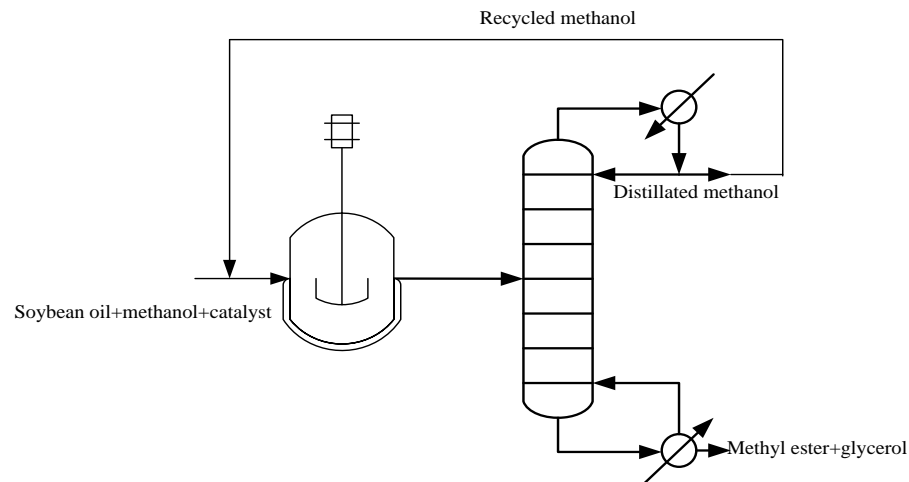 Recycled methanol
Distillated methanol
Soybean oil+methanol+catalyst
Methyl ester+glycerol